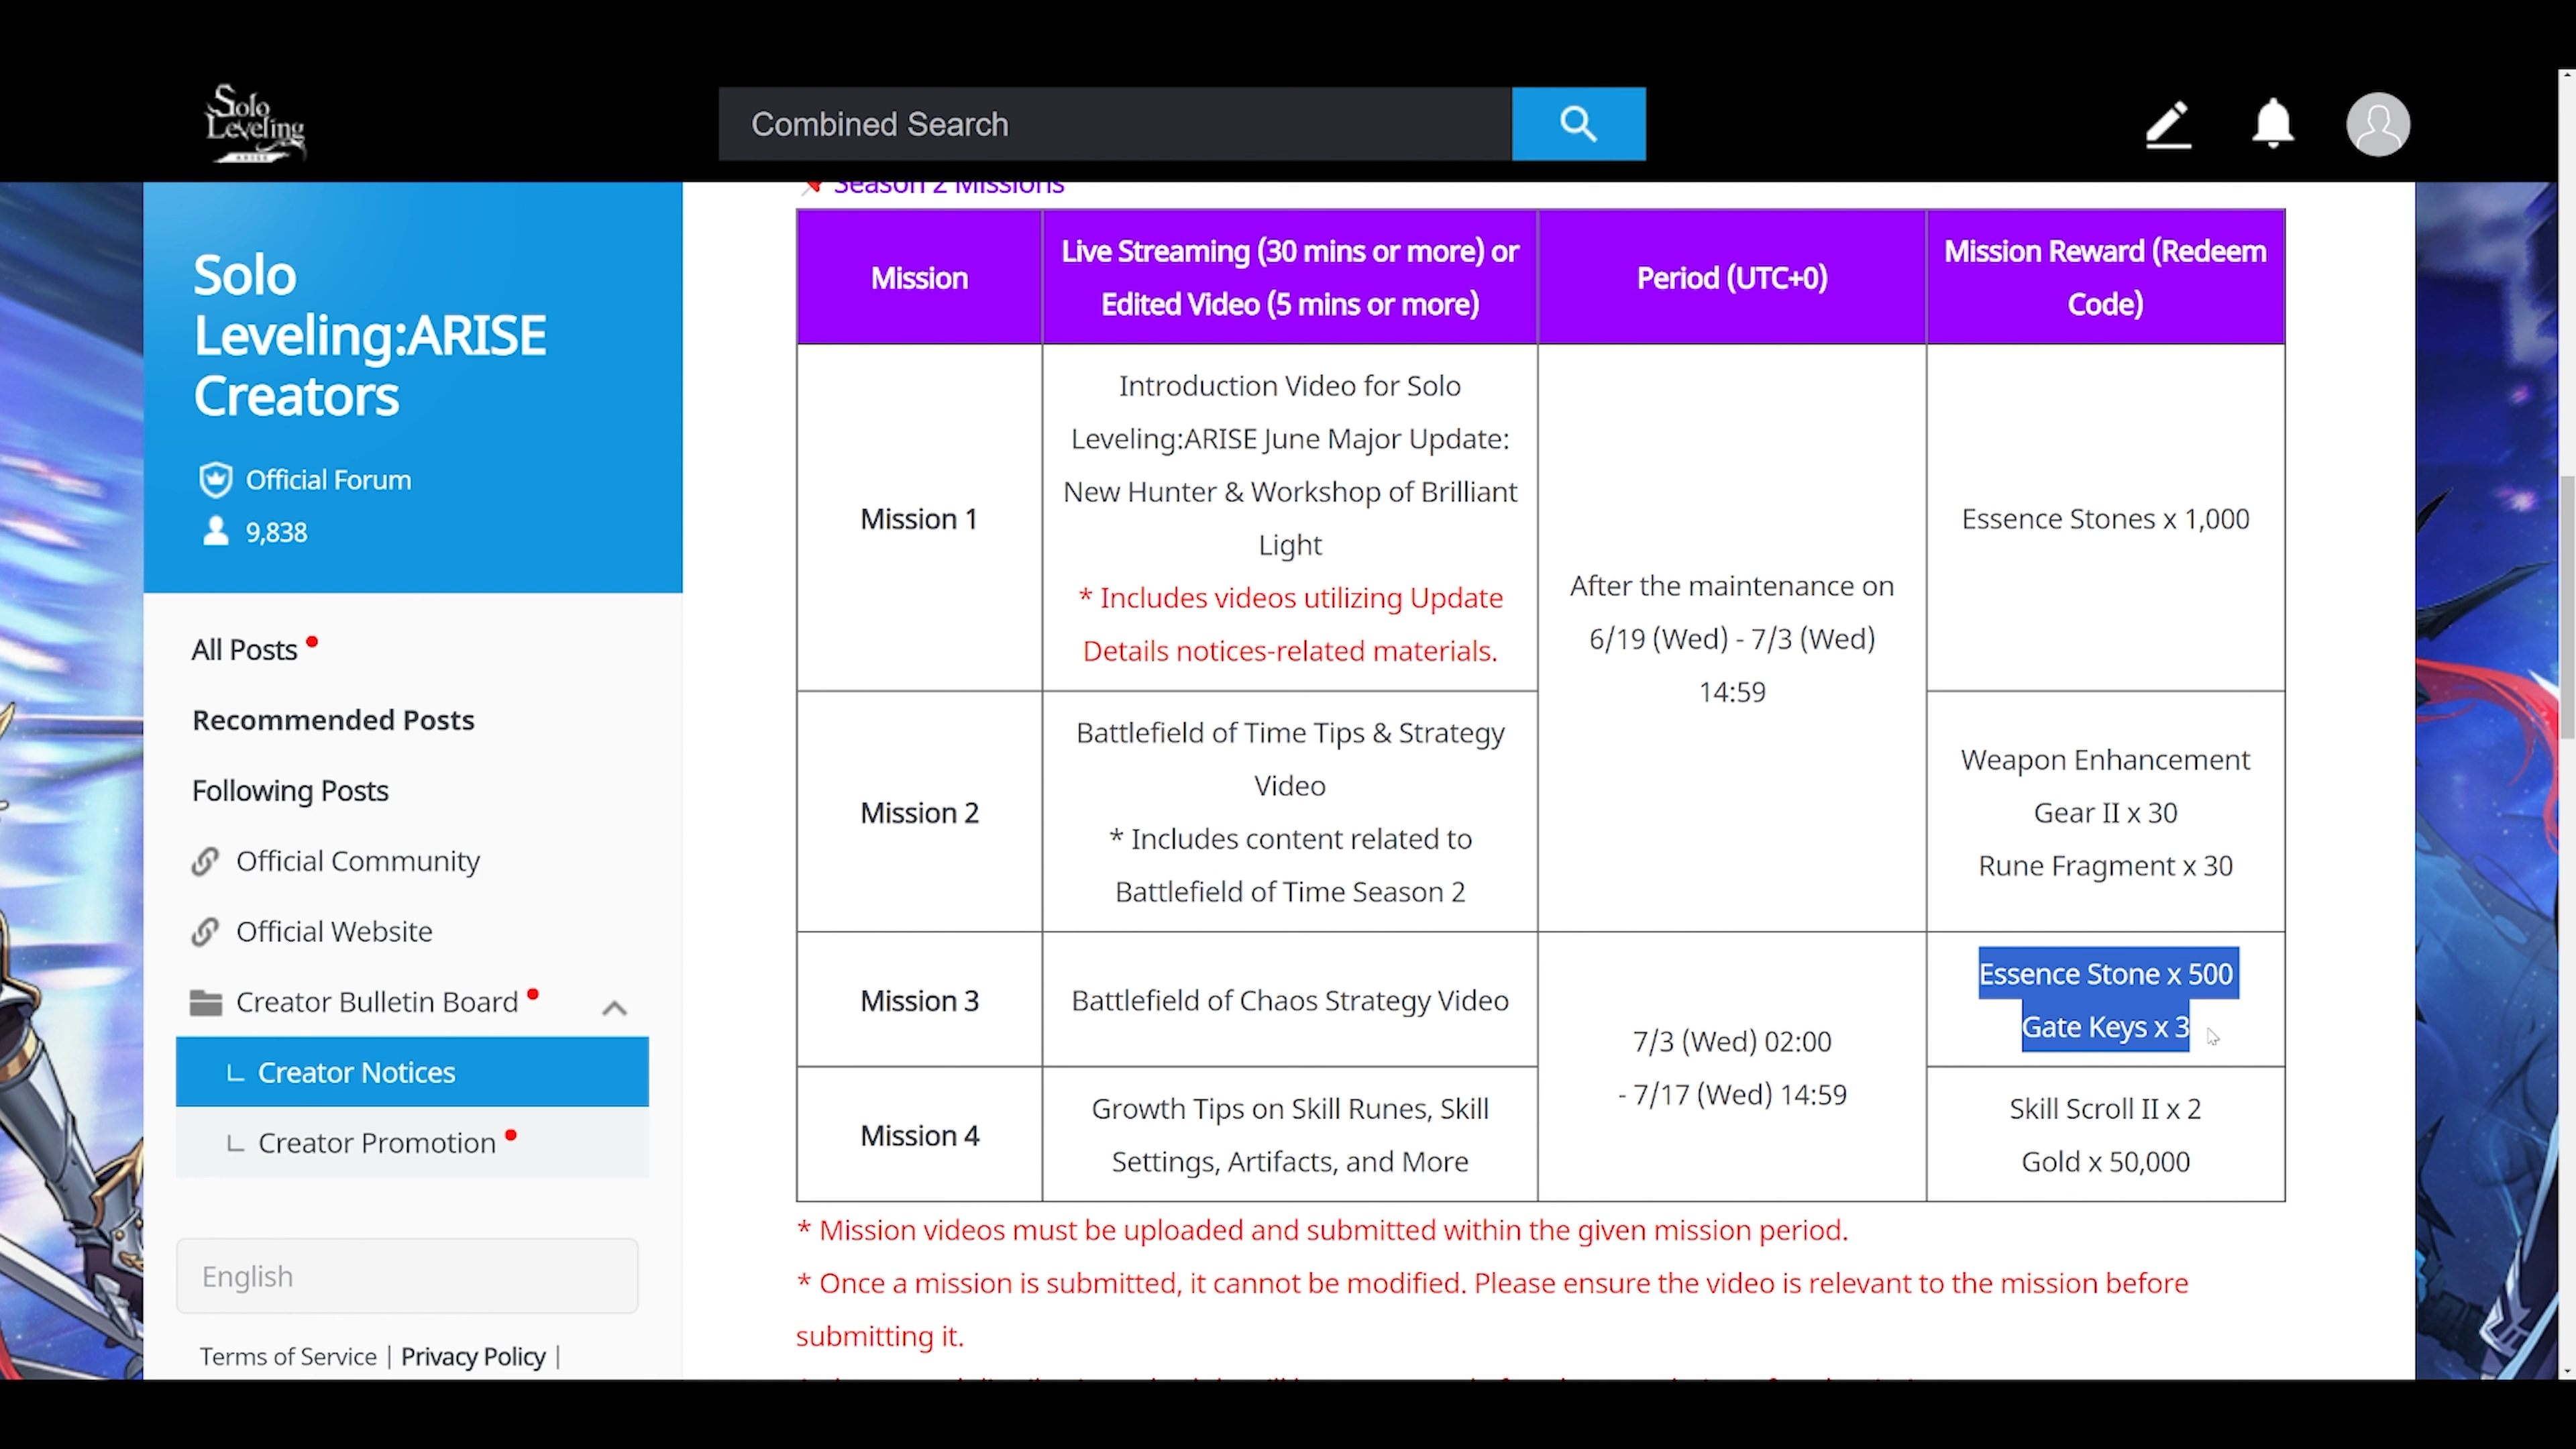 Solo
Leveling
ARISE
Combined Search
Season 2 Missions
Solo
Leveling:ARISE
Creators
Official Forum
9,838
All Posts
Recommended Posts
Following Posts
Official Community
Official Website
Creator Bulletin Board
Creator Notices
Creator Promotion
English
Terms of Service | Privacy Policy |
Mission
Live Streaming (30 mins or more) or
Edited Video (5 mins or more)
Period (UTC+0)
Mission Reward (Redeem
Code)
Mission 1
Introduction Video for Solo
Leveling:ARISE June Major Update:
New Hunter & Workshop of Brilliant
Light
* Includes videos utilizing Update
Details notices-related materials.
After the maintenance on
6/19 (Wed) - 7/3 (Wed)
14:59
Essence Stones x 1,000
Mission 2
Battlefield of Time Tips & Strategy
Video
* Includes content related to
Battlefield of Time Season 2
Weapon Enhancement
Gear II x 30
Rune Fragment x 30
Mission 3
Battlefield of Chaos Strategy Video
7/3 (Wed) 02:00
- 7/17 (Wed) 14:59
Essence Stone x 500
Gate Keys x 3
Mission 4
Growth Tips on Skill Runes, Skill
Settings, Artifacts, and More
Skill Scroll II x 2
Gold x 50,000
* Mission videos must be uploaded and submitted within the given mission period.
* Once a mission is submitted, it cannot be modified. Please ensure the video is relevant to the mission before
submitting it.